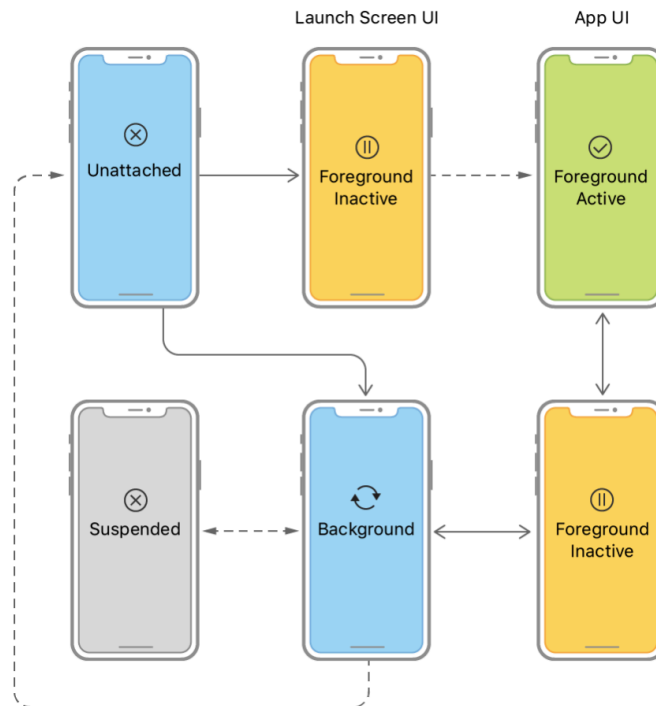 Launch Screen UI
App UI
Unattached
Foreground
Inactive
Foreground
Active
Suspended
Background
Foreground
Inactive